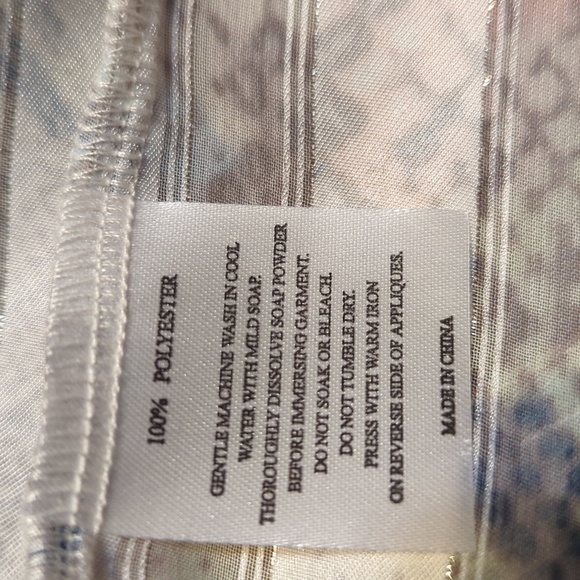 100% POLYESTER
GENTLE MACHINE WASH IN COOL
WATER WITH MILD SOAP.
THOROUGHLY DISSOLVE SOAP POWDER
BEFORE IMMERSING GARMENT.
DO NOT SOAK OR BLEACH.
DO NOT TUMBLE DRY.
PRESS WITH WARM IRON
ON REVERSE SIDE OF APPLIQUES.
MADE IN CHINA